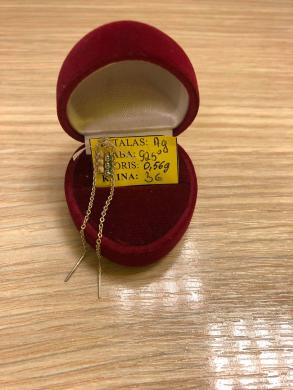 TALAS: Ag
ABA: 925°
ORIS: 0,56g
K INA: 36